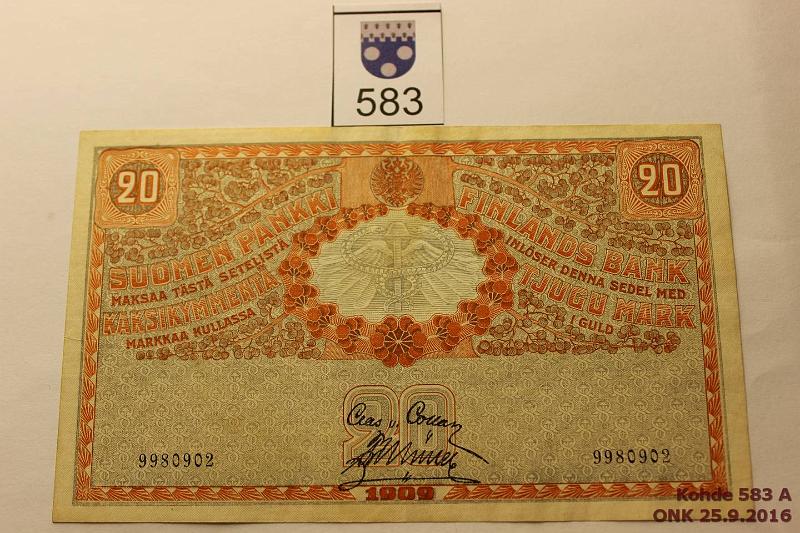 583
20
20
SUOMEN PANKKI
MAKSAA TÄSTÄ SETELISTÄ
KAKSIKYMMENTÄ
MARKKAA KULLASSA
FINLANDS BANK
INLÖSER DENNA SEDEL MED
TJUGU MARK
I GULD
20
9980902
9980902
1909
Kohde 583 A
ONK 25.9.2016